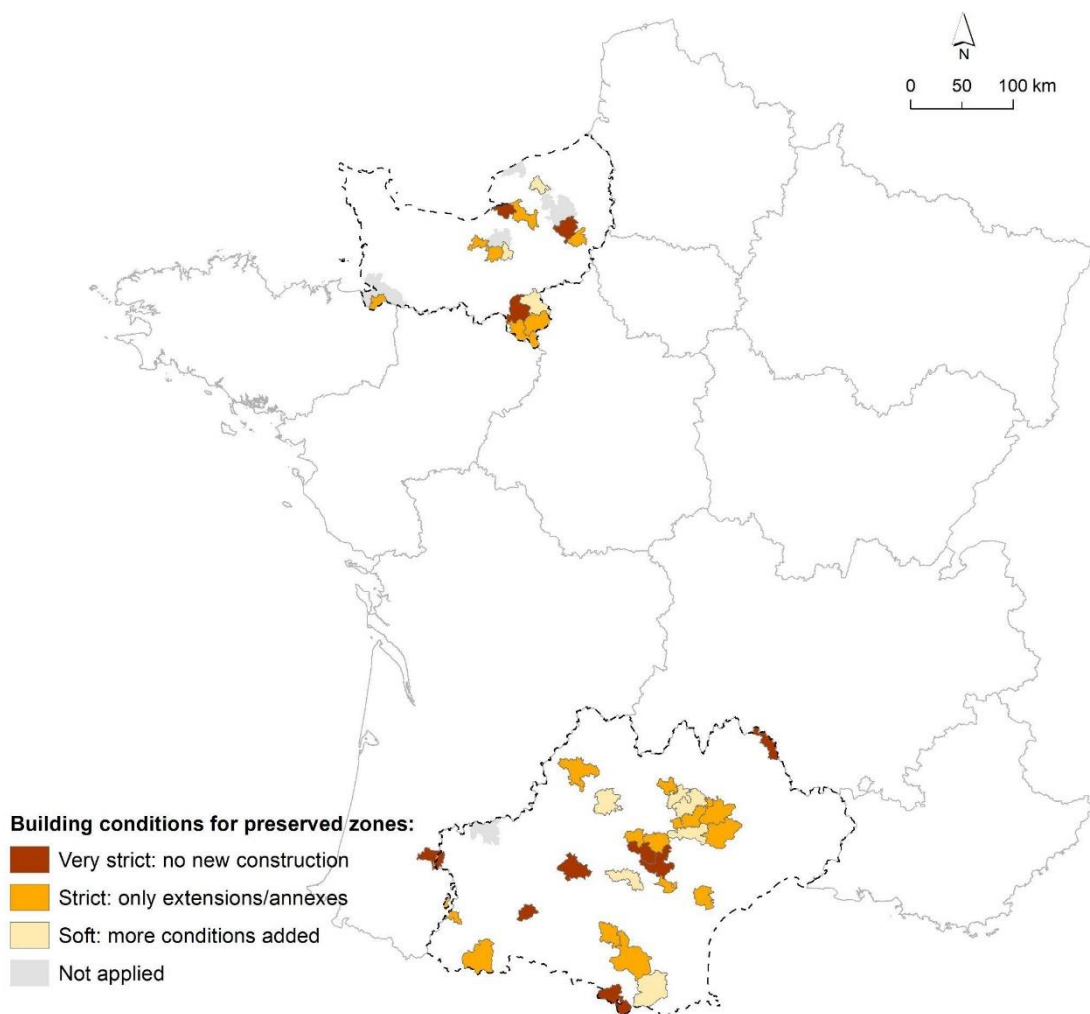 N
0 50 100 km
Building conditions for preserved zones:
Very strict: no new construction
Strict: only extensions/annexes
Soft: more conditions added
Not applied